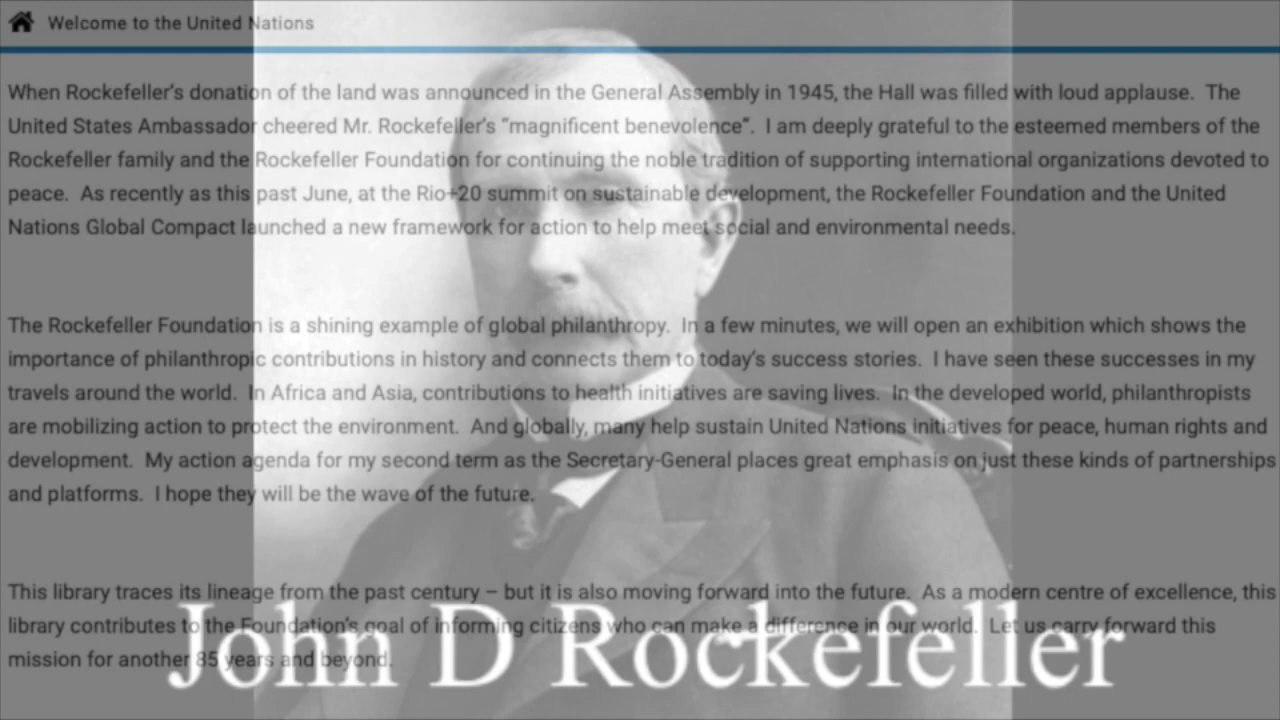 Welcome to the United Nations
When Rockefeller's donation of the land was announced in the General Assembly in 1945, the Hall was filled with loud applause.  The
United States Ambassador cheered Mr. Rockefeller's "magnificent benevolence".  I am deeply grateful to the esteemed members of the
Rockefeller family and the Rockefeller Foundation for continuing the noble tradition of supporting international organizations devoted to
peace.  As recently as this past June, at the Rio+20 summit on sustainable development, the Rockefeller Foundation and the United
Nations Global Compact launched a new framework for action to help meet social and environmental needs.
The Rockefeller Foundation is a shining example of global philanthropy.  In a few minutes, we will open an exhibition which shows the
importance of philanthropic contributions in history and connects them to today's success stories.  I have seen these successes in my
travels around the world.  In Africa and Asia, contributions to health initiatives are saving lives.  In the developed world, philanthropists
are mobilizing action to protect the environment.  And globally, many help sustain United Nations initiatives for peace, human rights and
development.  My action agenda for my second term as the Secretary-General places great emphasis on just these kinds of partnerships
and platforms.  I hope they will be the wave of the future.
This library traces its lineage from the past century – but it is also moving forward into the future.  As a modern centre of excellence, this
library contributes to the Foundation's goal of informing citizens who can make a difference in our world.  Let us carry forward this
mission for another 85 years and beyond.
John D Rockefeller